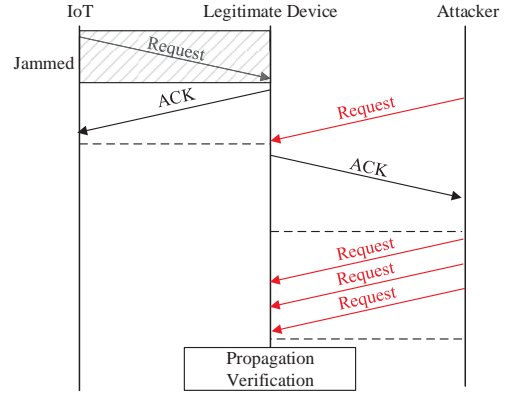 IoT
Legitimate Device
Attacker
Jammed
Request
ACK
Request
ACK
Request
Request
Request
Propagation
Verification